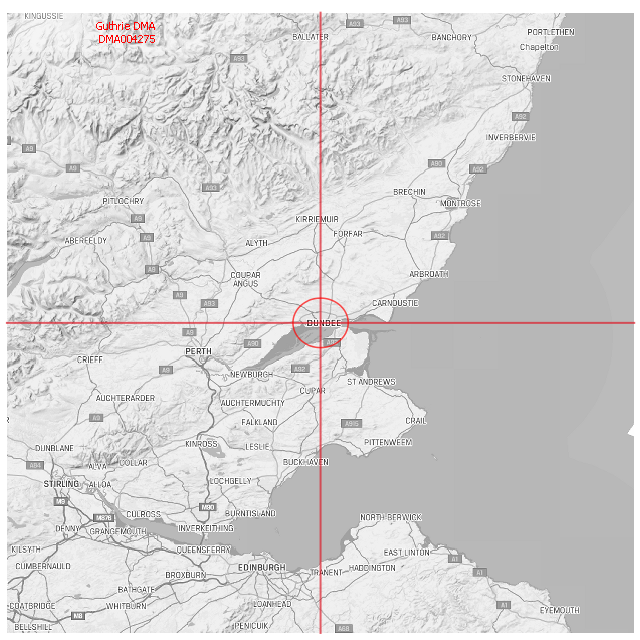 KINGUSSIE
Guthrie DMA
DMA004275
A93
A93
BALLATER
BANCHORY
PORTLETHEN
Chapelton
A93
STONEHAVEN
A92
INVERBERVIE
A9
A9
A90
A92
A93
BRECHIN
PITLOCHRY
MONTROSE
A9
KIRRIEMUIR
FORFAR
A92
A9
ABERFELDY
ALYTH
A9
COUPAR
ANGUS
ARBROATH
A9
A93
CARNOUSTIE
DUNDEE
A9
A90
PERTH
CRIEFF
A9
A92
NEWBURGH
ST ANDREWS
CUPAR
AUCHTERARDER
AUCHTERMUCHTY
A9
FALKLAND
A915
CRAIL
KINROSS
PITTENWEEM
DUNBLANE
LESLIE
A84
ALVA
DOLLAR
BUCKHAVEN
STIRLING
ALLOA
LOCHGELLY
M9
M90
CULROSS
BURNTISLAND
NORTH BERWICK
M876
DENNY
GRANGEMOUTH
INVERKEITHING
KILSYTH
QUEENSFERRY
EAST LINTON
A1
CUMBERNAULD
EDINBURGH
HADDINGTON
BROXBURN
TRANENT
A1
BATHGATE
COATBRIDGE
WHITBURN
LOANHEAD
A1
EYEMOUTH
M8
BELLSHILL
PENICUIK
A68